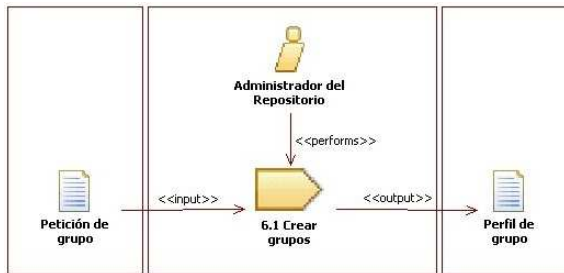 Administrador del
Repositorio
<<performs>>
<<input>>
<<output>>
Petición de
grupo
6.1 Crear
grupos
Perfil de
grupo